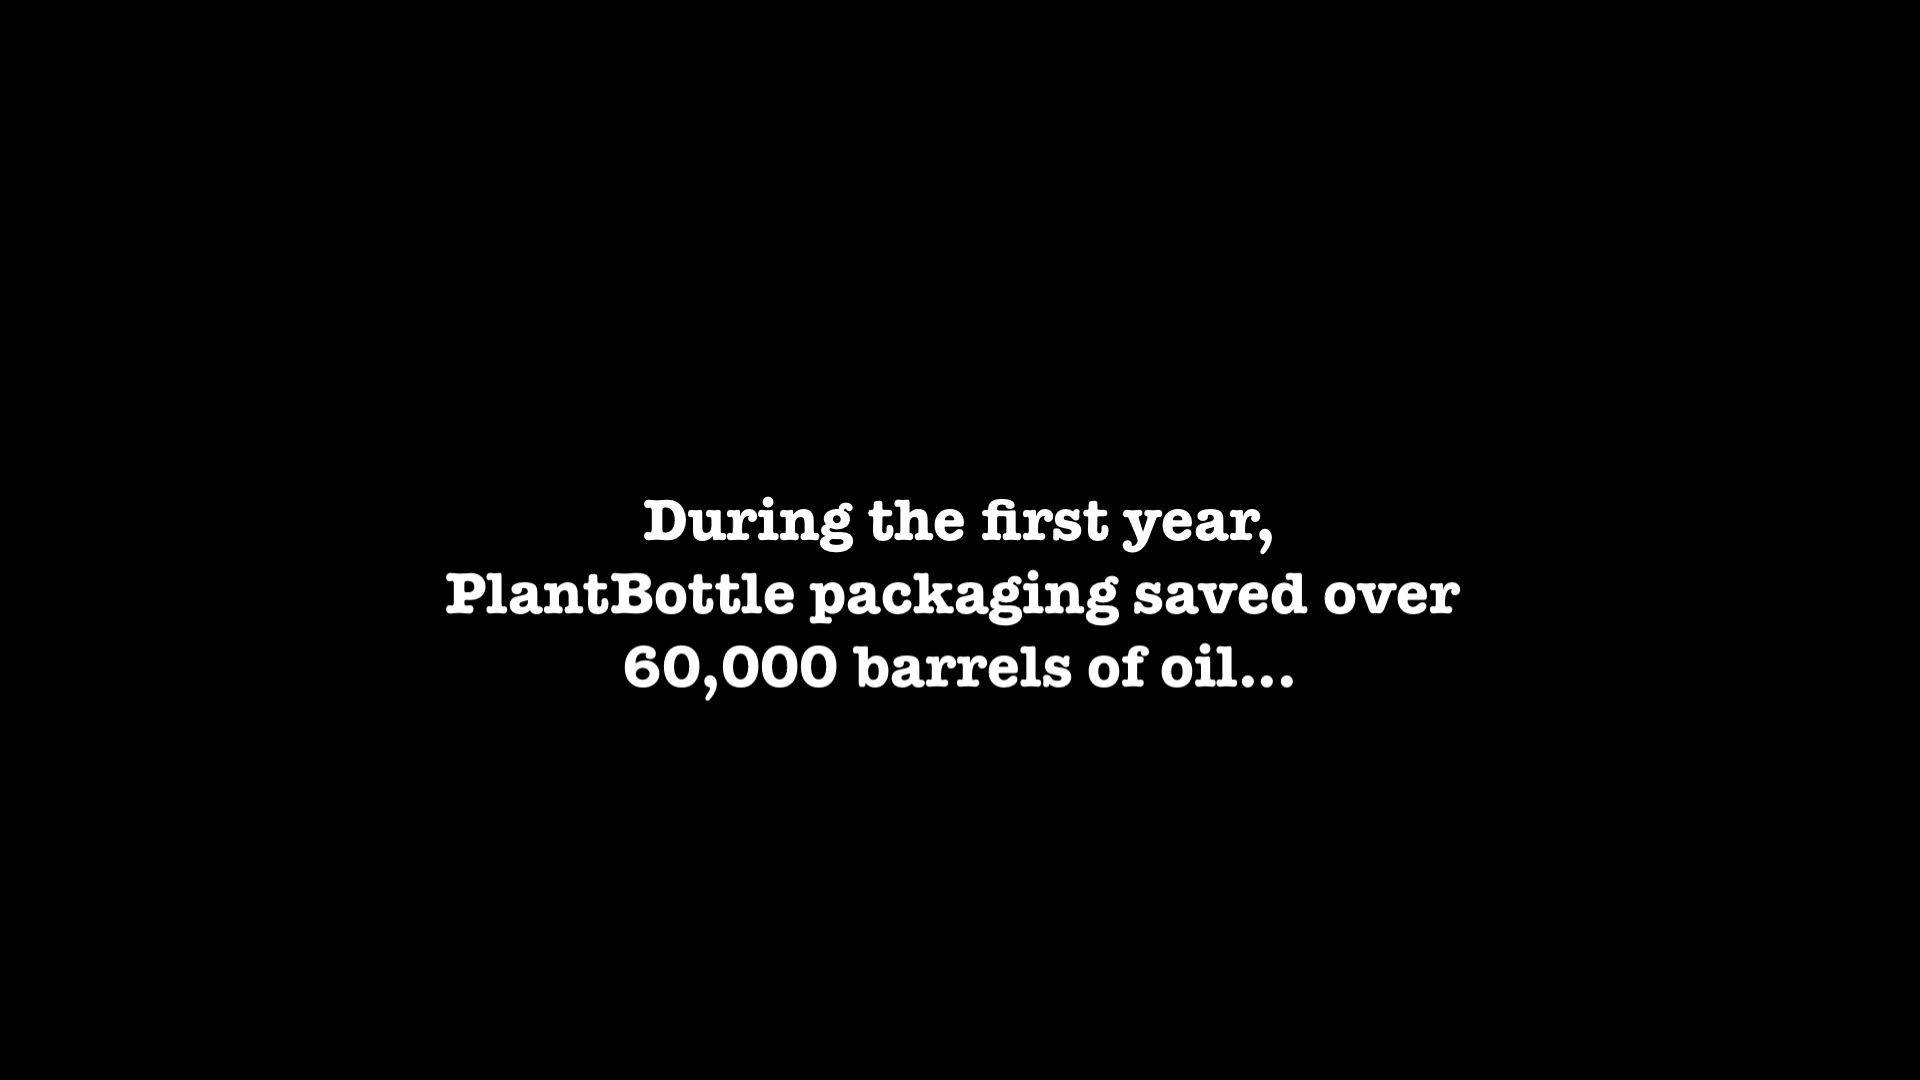 During the first year,
PlantBottle packaging saved over
60,000 barrels of oil...